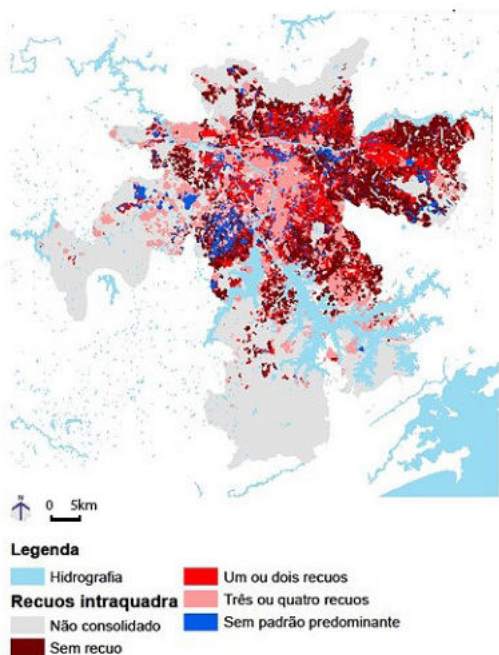 N
0 5km
Legenda
Hidrografia
Recuos intraquadra
Não consolidado
Sem recuo
Um ou dois recuos
Três ou quatro recuos
Sem padrão predominante